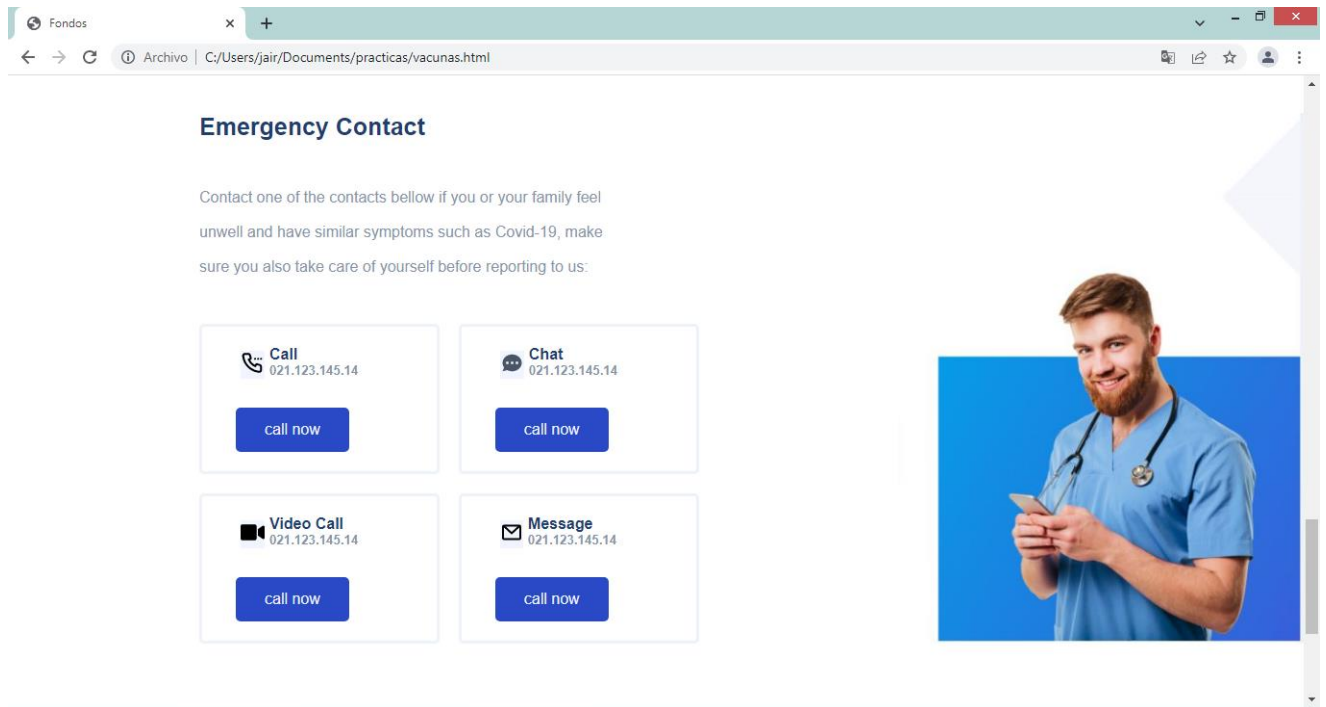 Fondos
Archivo | C:/Users/jair/Documents/practicas/vacunas.html
Emergency Contact
Contact one of the contacts bellow if you or your family feel
unwell and have similar symptoms such as Covid-19, make
sure you also take care of yourself before reporting to us:
Call
021.123.145.14
call now
Chat
021.123.145.14
call now
Video Call
021.123.145.14
call now
Message
021.123.145.14
call now